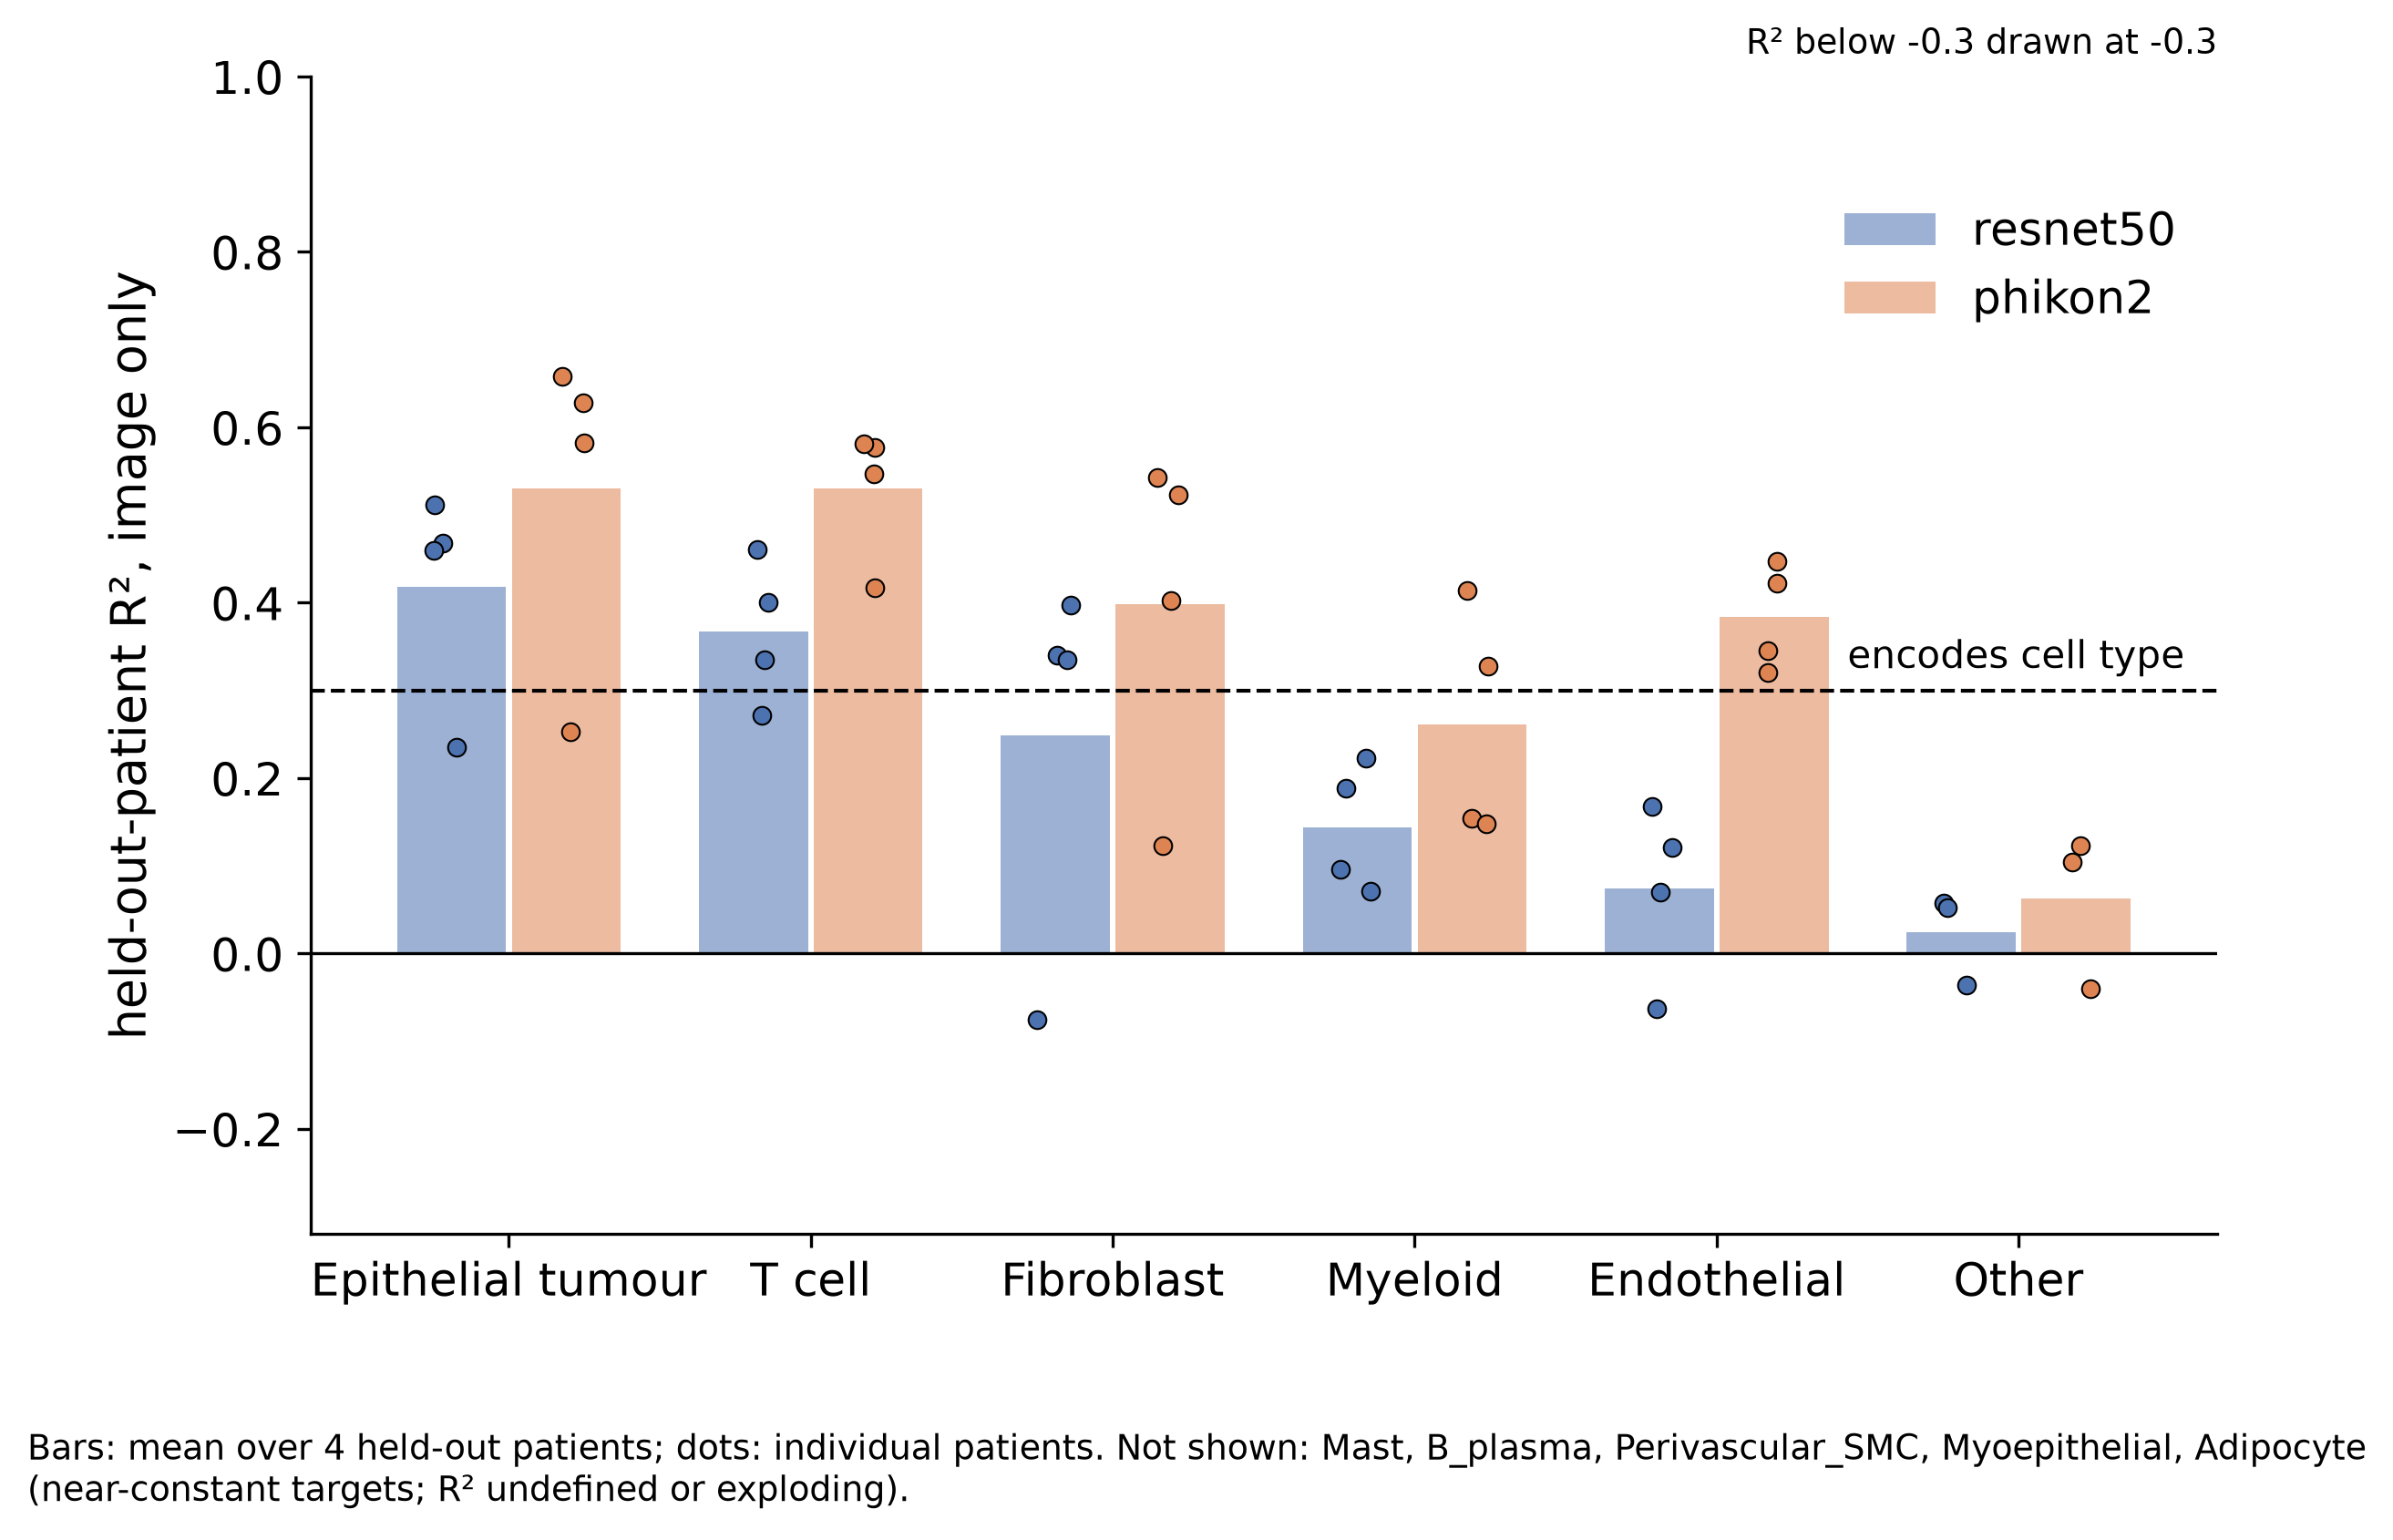 R² below -0.3 drawn at -0.3
1.0
0.8
0.6
0.4
0.2
0.0
−0.2
held-out-patient R², image only
resnet50
phikon2
encodes cell type
Epithelial tumour T cell Fibroblast Myeloid Endothelial Other
Bars: mean over 4 held-out patients; dots: individual patients. Not shown: Mast, B_plasma, Perivascular_SMC, Myoepithelial, Adipocyte
(near-constant targets; R² undefined or exploding).